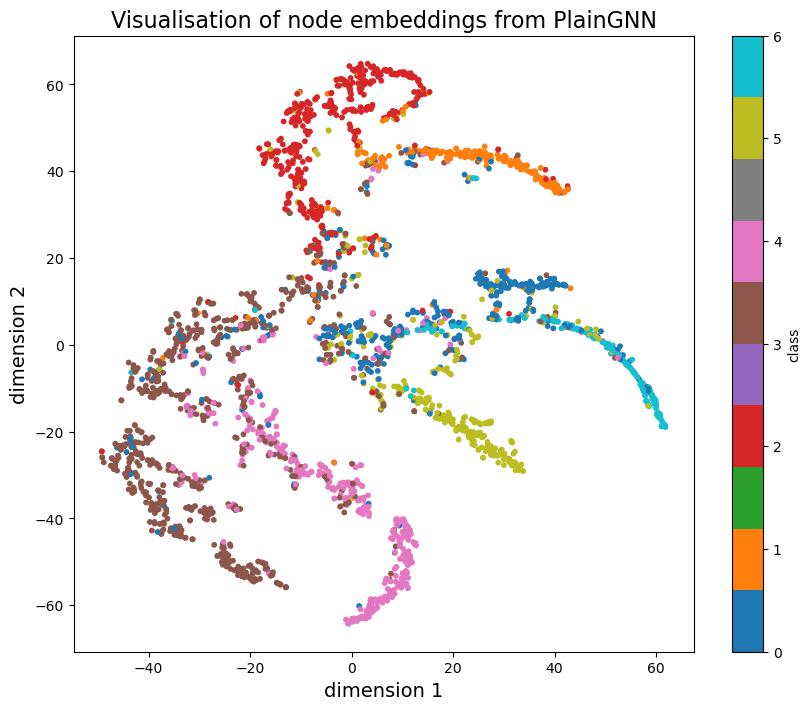 Visualisation of node embeddings from PlainGNN
60
40
20
0
−20
−40
−60
dimension 2
−40 −20 0 20 40 60
dimension 1
6
5
4
3
2
1
0
class